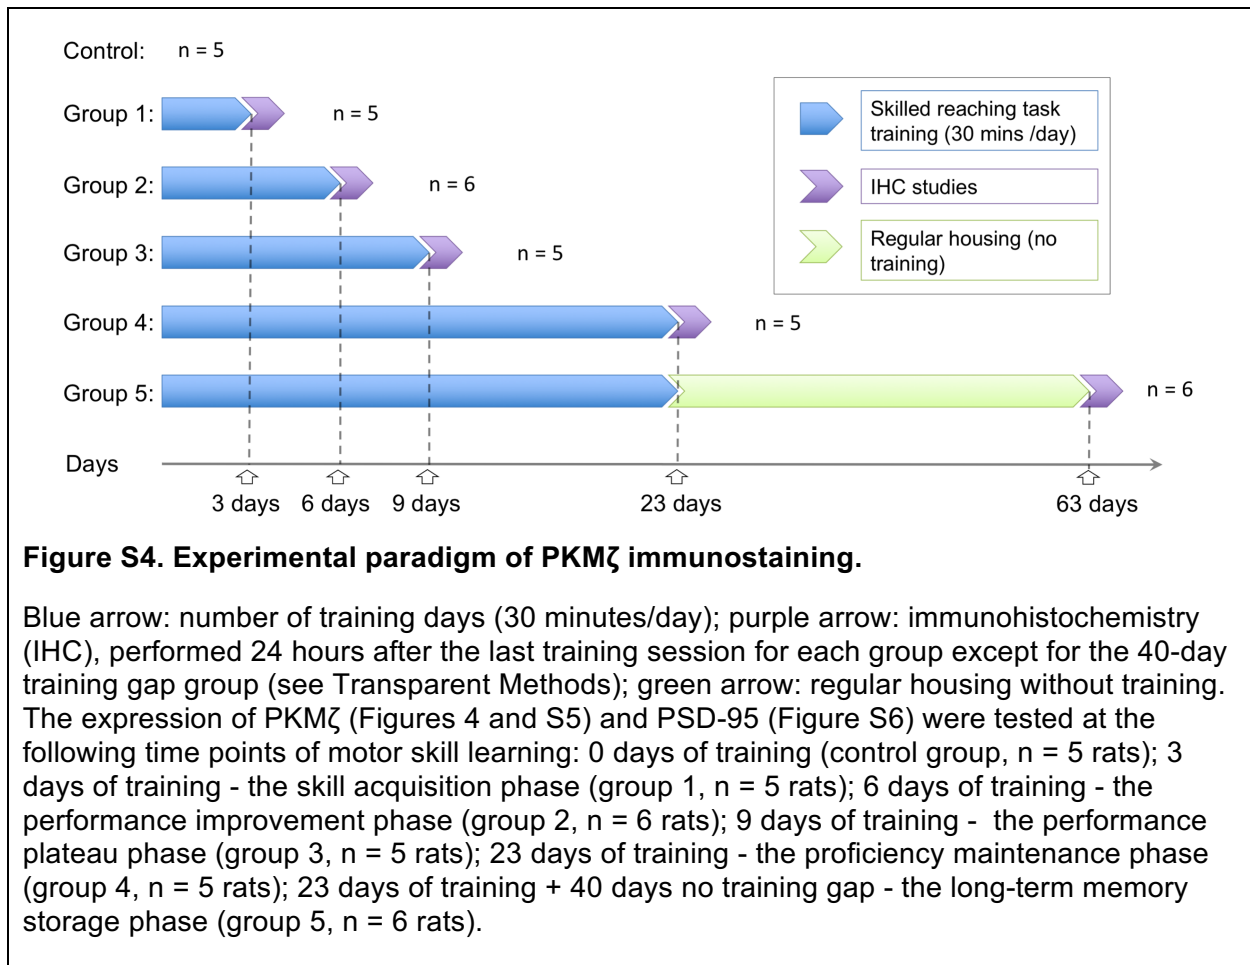 Control: n = 5
Group 1: n = 5
Group 2: n = 6
Group 3: n = 5
Group 4: n = 5
Group 5: n = 6
Skilled reaching task
training (30 mins /day)
IHC studies
Regular housing (no
training)
Days
3 days 6 days 9 days 23 days 63 days
Figure S4. Experimental paradigm of PKMζ immunostaining.
Blue arrow: number of training days (30 minutes/day); purple arrow: immunohistochemistry
(IHC), performed 24 hours after the last training session for each group except for the 40-day
training gap group (see Transparent Methods); green arrow: regular housing without training.
The expression of PKMζ (Figures 4 and S5) and PSD-95 (Figure S6) were tested at the
following time points of motor skill learning: 0 days of training (control group, n = 5 rats); 3
days of training - the skill acquisition phase (group 1, n = 5 rats); 6 days of training - the
performance improvement phase (group 2, n = 6 rats); 9 days of training -  the performance
plateau phase (group 3, n = 5 rats); 23 days of training - the proficiency maintenance phase
(group 4, n = 5 rats); 23 days of training + 40 days no training gap - the long-term memory
storage phase (group 5, n = 6 rats).